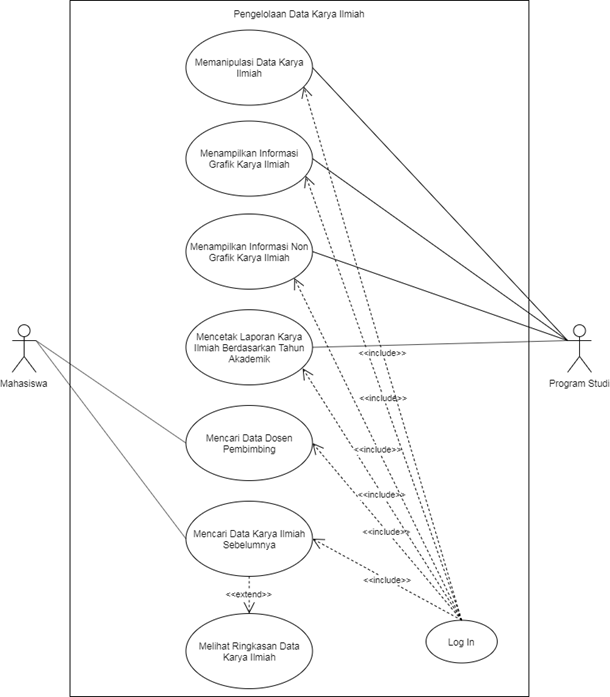 Pengelolaan Data Karya Ilmiah
Memanipulasi Data Karya
Ilmiah
Menampilkan Informasi
Grafik Karya Ilmiah
Menampilkan Informasi Non
Grafik Karya Ilmiah
Mencetak Laporan Karya
Ilmiah Berdasarkan Tahun
Akademik
<<include>>
Mahasiswa
Program Studi
<<include>>
Mencari Data Dosen
Pembimbing
<<include>>
<<include>>
Mencari Data Karya Ilmiah
Sebelumnya
<<include>>
<<extend>>
Melihat Ringkasan Data
Karya Ilmiah
Log In